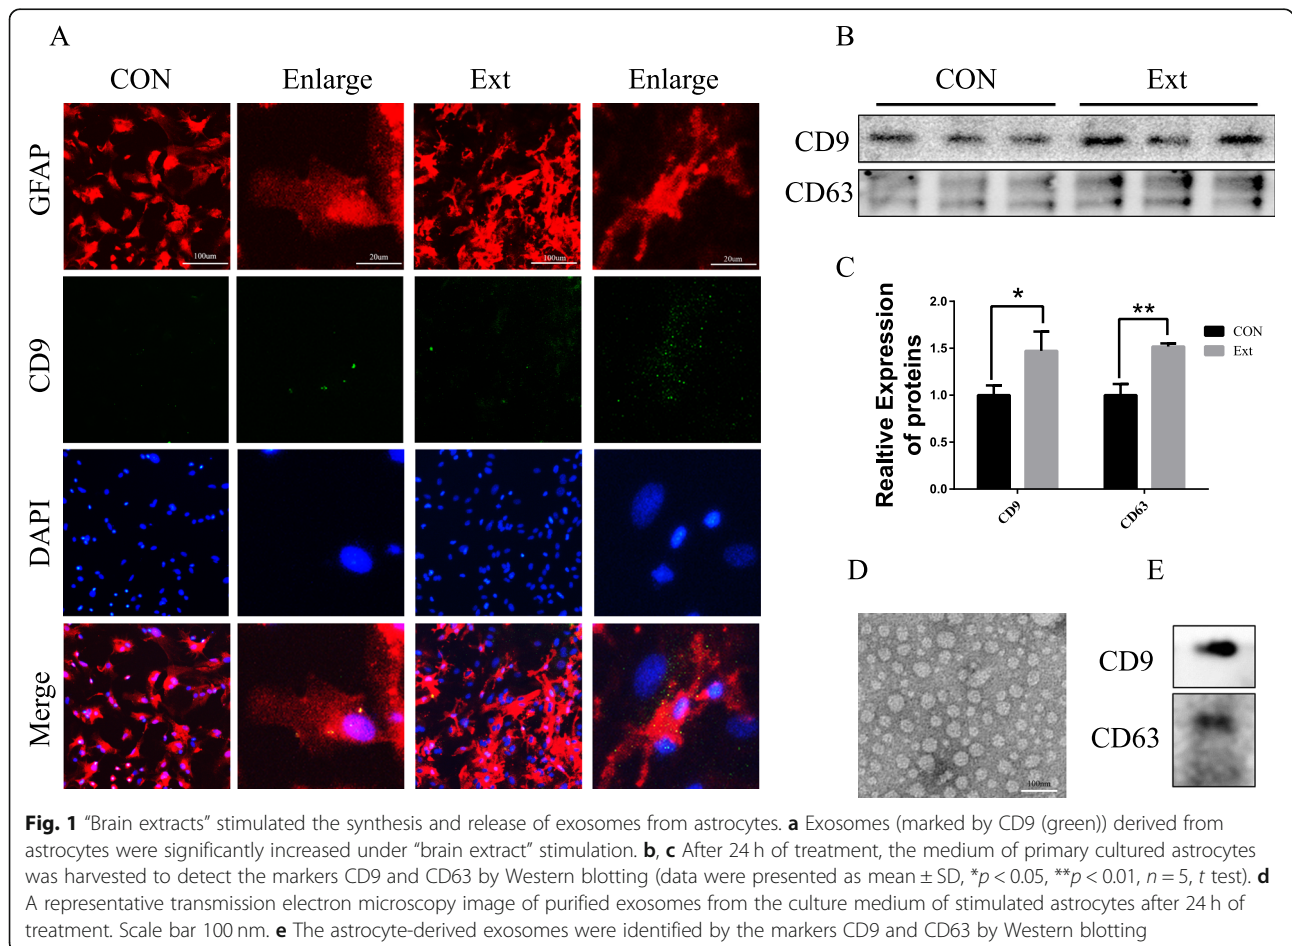 A
CON Enlarge Ext Enlarge
GFAP
100um 20um 100um 20um
CD9
DAPI
Merge
B
CON Ext
CD9
CD63
C
Realtive Expression
of proteins
2.0
1.5
1.0
0.5
0.0
* **
CON
Ext
CD9 CD63
D
100nm
E
CD9
CD63
Fig. 1 “Brain extracts” stimulated the synthesis and release of exosomes from astrocytes. a Exosomes (marked by CD9 (green)) derived from
astrocytes were significantly increased under “brain extract” stimulation. b, c After 24 h of treatment, the medium of primary cultured astrocytes
was harvested to detect the markers CD9 and CD63 by Western blotting (data were presented as mean ± SD, *p < 0.05, **p < 0.01, n = 5, t test). d
A representative transmission electron microscopy image of purified exosomes from the culture medium of stimulated astrocytes after 24 h of
treatment. Scale bar 100 nm. e The astrocyte-derived exosomes were identified by the markers CD9 and CD63 by Western blotting